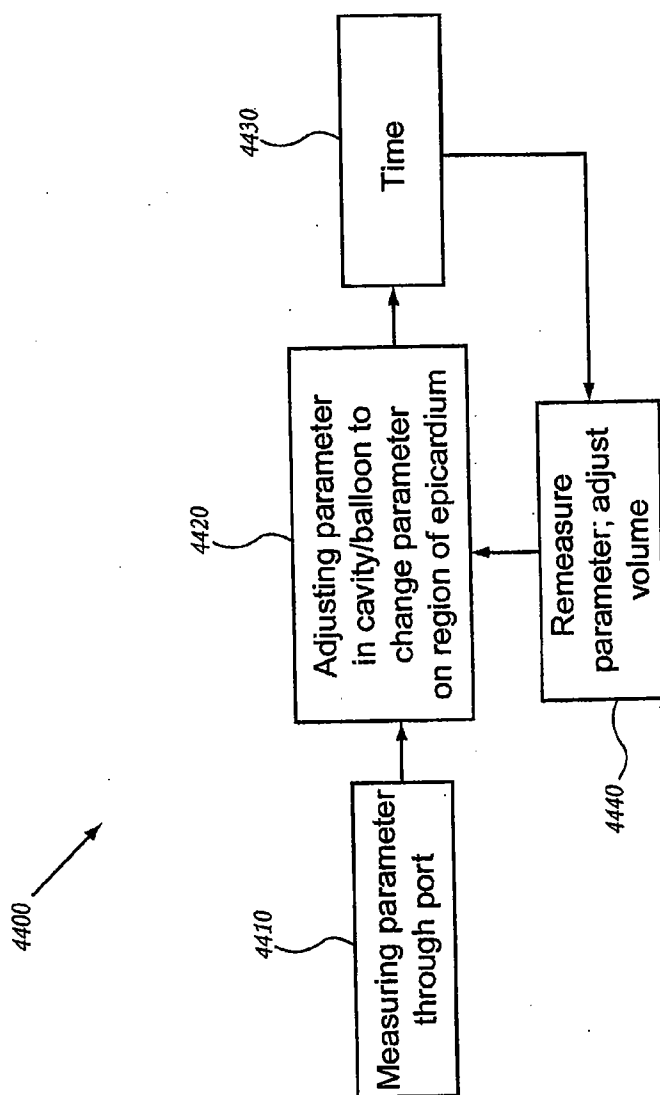 4400
4410
Measuring parameter
through port
4420
Adjusting parameter
in cavity/balloon to
change parameter
on region of epicardium
4430
Time
4440
Remeasure
parameter; adjust
volume